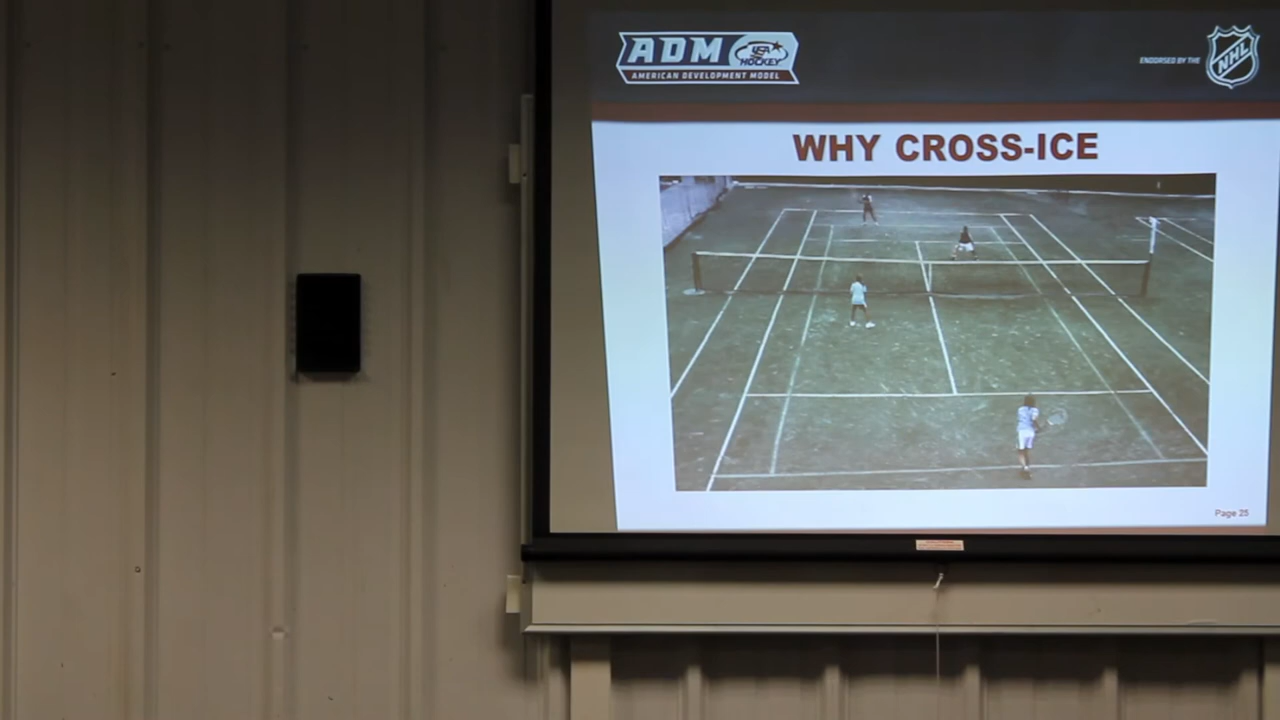 ADM
USA
HOCKEY
AMERICAN DEVELOPMENT MODEL
ENDORSED BY THE
NHL
WHY CROSS-ICE
Page 25